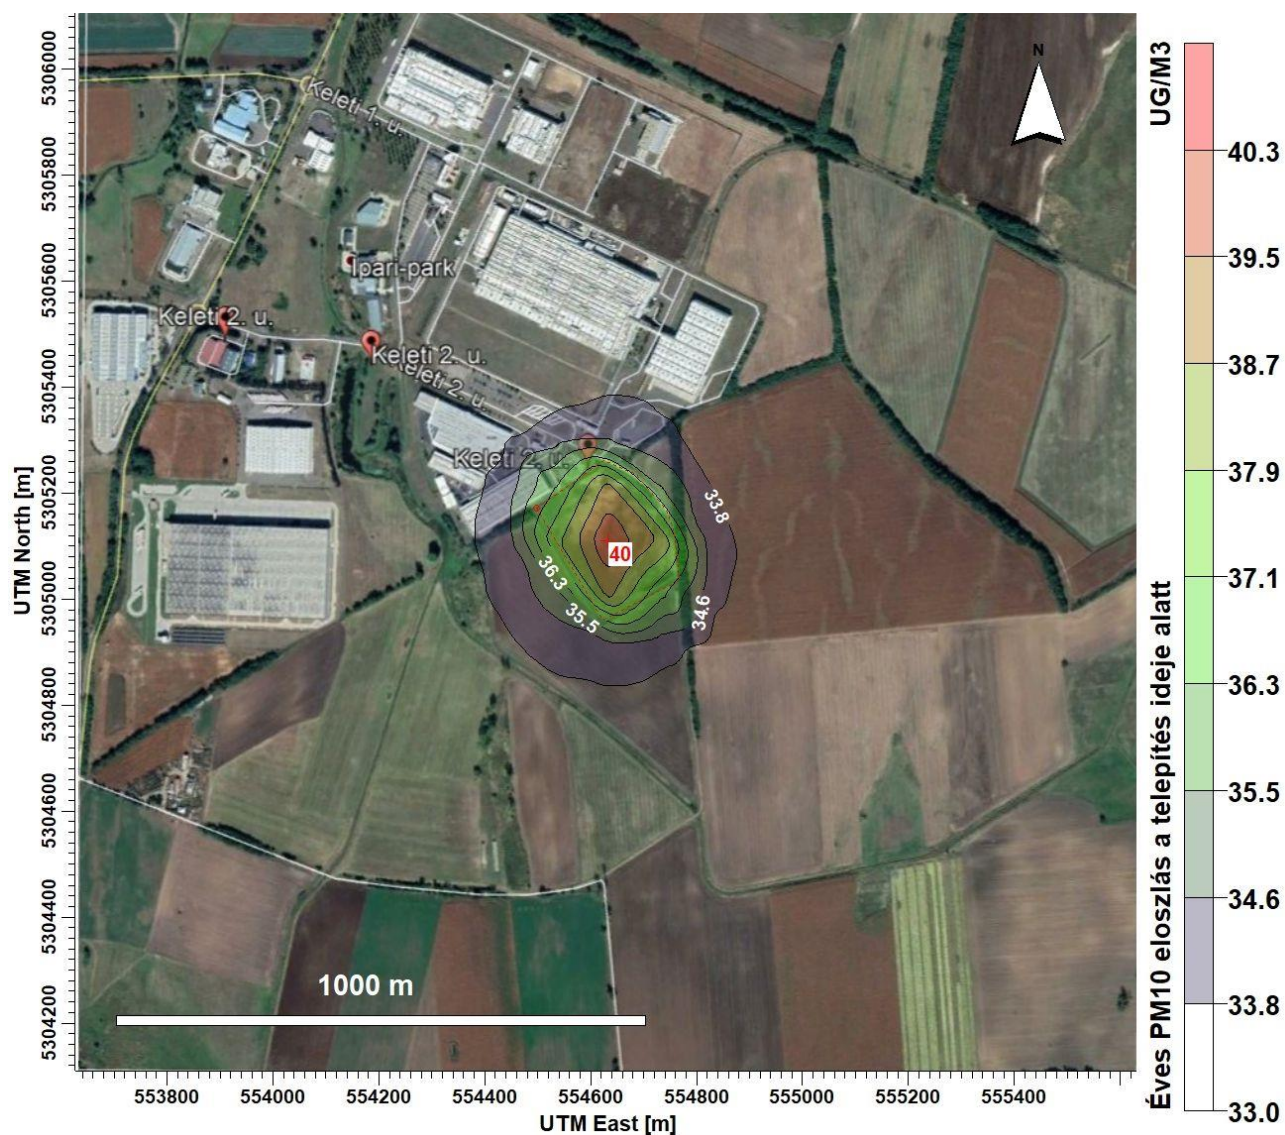 N
Keleti 1. u.
Ipari-park
Keleti 2. u.
Keleti 2. u.
Keleti 2. u.
Keleti 2. u.
33.8
40
36.3
35.5
34.6
1000 m
UTM North [m]
5306000
5305800
5305600
5305400
5305200
5305000
5304800
5304600
5304400
5304200
553800
554000
554200
554400
554600
554800
555000
555200
555400
UTM East [m]
UGM3
Éves PM10 eloszlás a telepítés ideje alatt
40.3
39.5
38.7
37.9
37.1
36.3
35.5
34.6
33.8
33.0